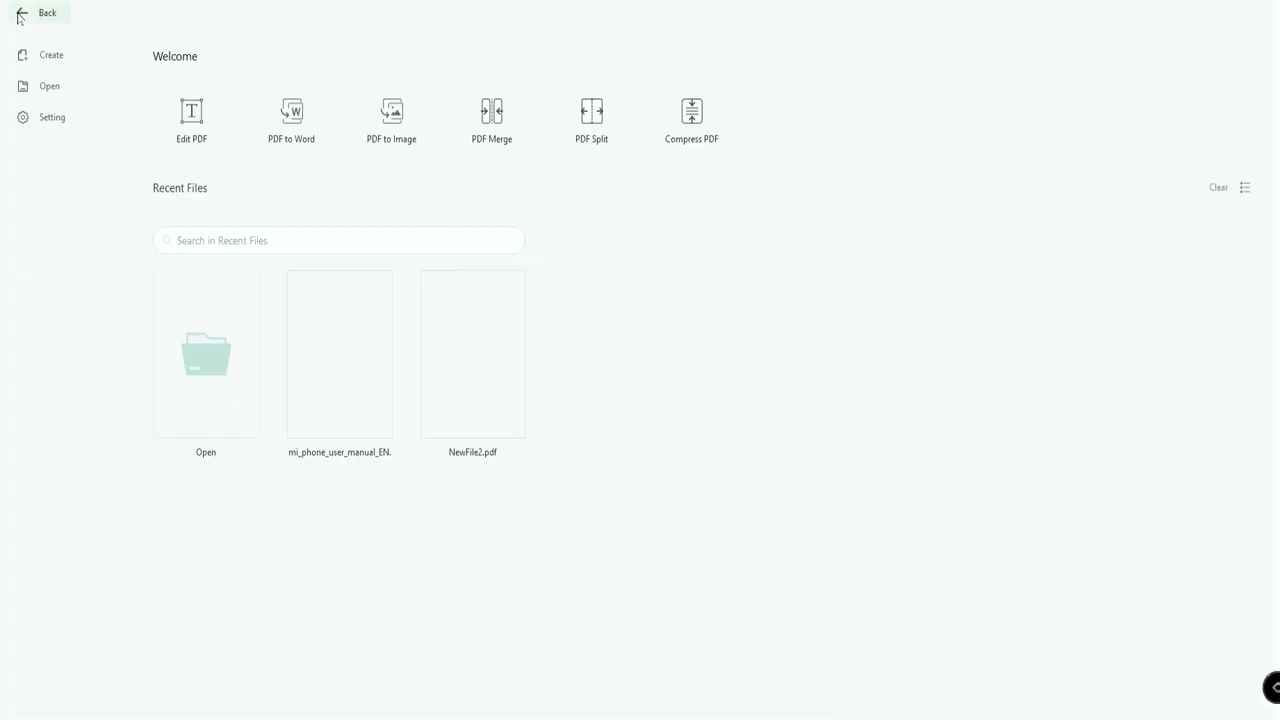 Back
Create
Open
Setting
Welcome
Edit PDF
PDF to Word
PDF to Image
PDF Merge
PDF Split
Compress PDF
Recent Files
Clear
Search in Recent Files
Open
mi_phone_user_manual_EN.
NewFile2.pdf